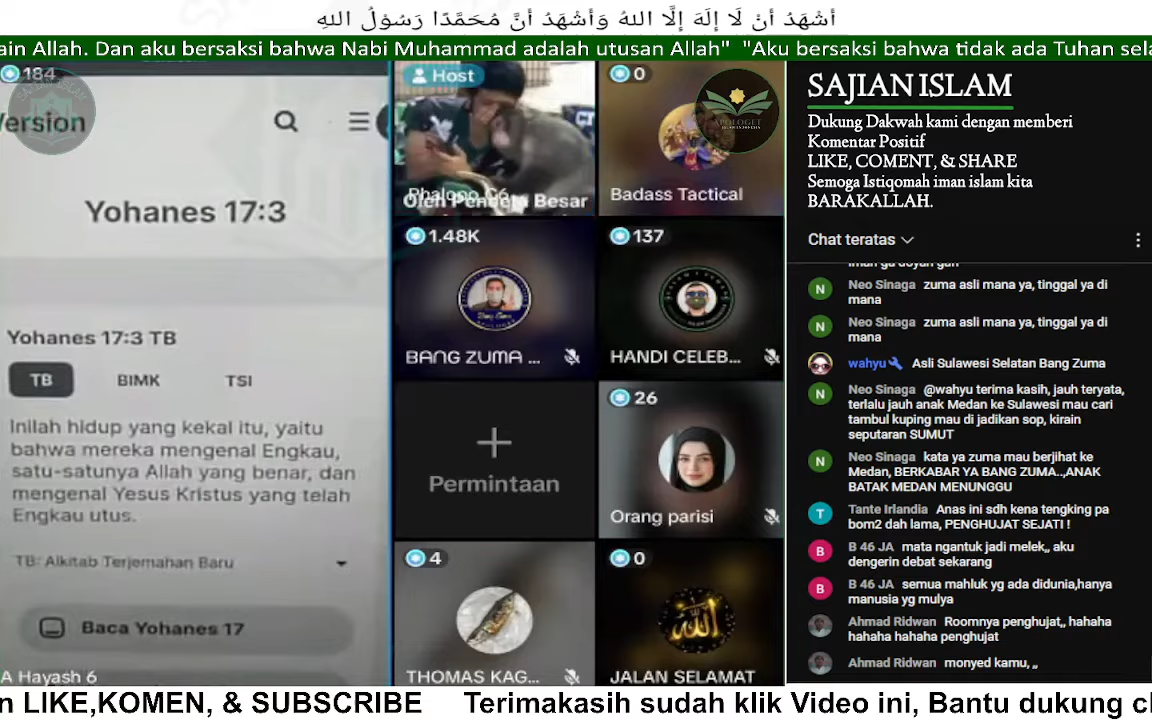 أشْهَدُ أنْ لَا إلَهَ إلَّا اللهُ وَأشْهَدُ أنَّ مُحَمَّدًا رَسُوْلُ اللهِ
ain Allah. Dan aku bersaksi bahwa Nabi Muhammad adalah utusan Allah" "Aku bersaksi bahwa tidak ada Tuhan sela
184
Version
Yohanes 17:3
Yohanes 17:3 TB
TB BIMK TSI
Inilah hidup yang kekal itu, yaitu
bahwa mereka mengenal Engkau,
satu-satunya Allah yang benar, dan
mengenal Yesus Kristus yang telah
Engkau utus.
TB: Alkitab Terjemahan Baru
Baca Yohanes 17
A Hayash 6
Host
Oleh Pendeta Besar
0
APOLOGET
Badass Tactical
1.48K
BANG ZUMA ...
137
HANDI CELEB...
Permintaan
26
Orang parisi
4
THOMAS KAG...
0
الله
JALAN SELAMAT
SAJIAN ISLAM
Dukung Dakwah kami dengan memberi
Komentar Positif
LIKE, COMENT, & SHARE
Semoga Istiqomah iman islam kita
BARAKALLAH.
Chat teratas
N Neo Sinaga zuma asli mana ya, tinggal ya di
mana
N Neo Sinaga zuma asli mana ya, tinggal ya di
mana
wahyu Asli Sulawesi Selatan Bang Zuma
N Neo Sinaga @wahyu terima kasih, jauh teryata,
terlalu jauh anak Medan ke Sulawesi mau cari
tambul kuping mau di jadikan sop, kirain
seputaran SUMUT
N Neo Sinaga kata ya zuma mau berjihat ke
Medan, BERKABAR YA BANG ZUMA..,ANAK
BATAK MEDAN MENUNGGU
T Tante Irlandia Anas ini sdh kena tengking pa
bom2 dah lama, PENGHUJAT SEJATI !
B B 46 JA mata ngantuk jadi melek,, aku
dengerin debat sekarang
B B 46 JA semua mahluk yg ada didunia,hanya
manusia yg mulya
Ahmad Ridwan Roomnya penghujat,, hahaha
hahaha hahaha penghujat
Ahmad Ridwan monyed kamu, ,,
n LIKE,KOMEN, & SUBSCRIBE Terimakasih sudah klik Video ini, Bantu dukung c